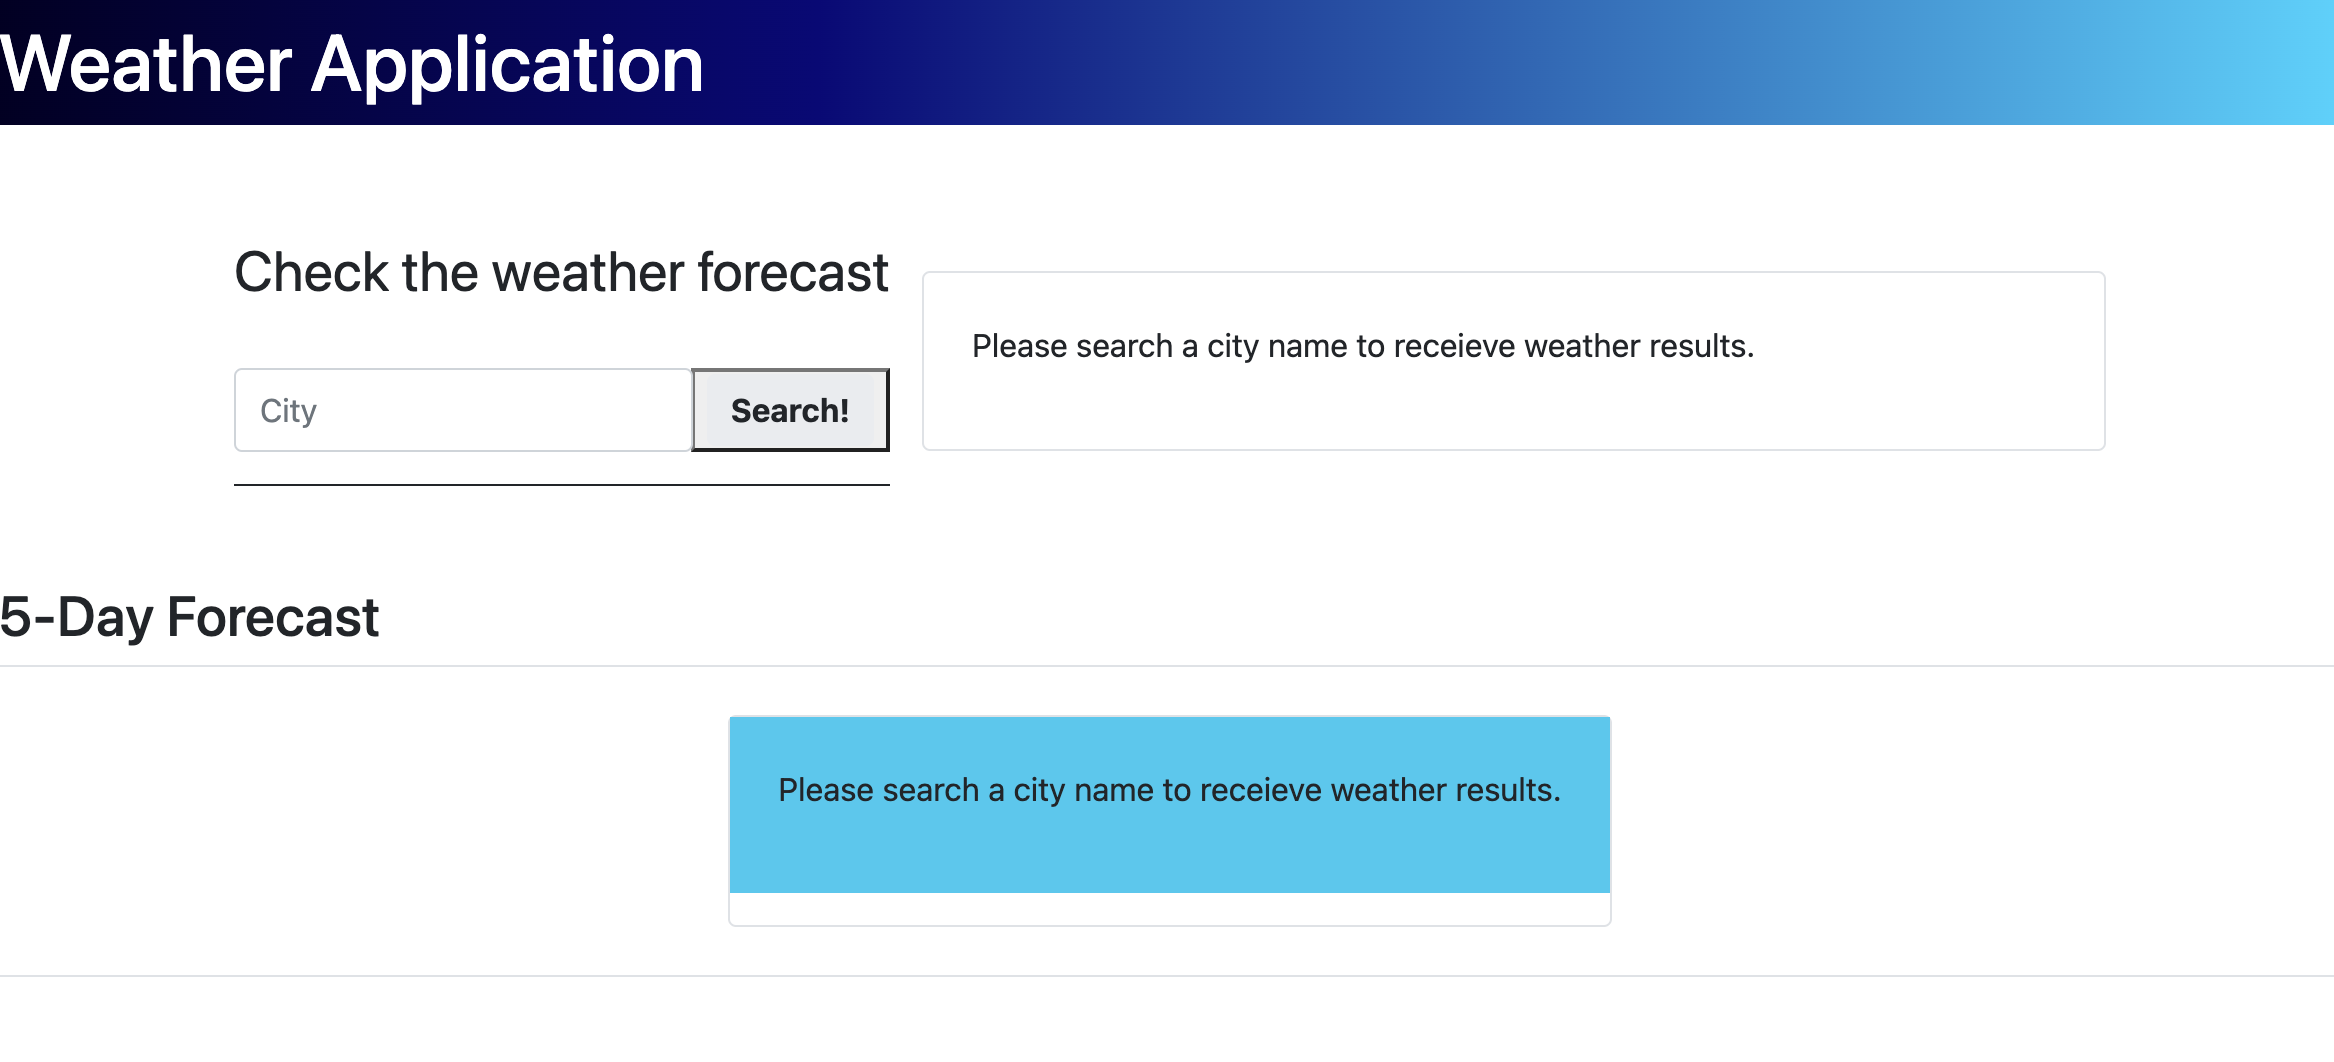 Weather Application
Check the weather forecast
City
Search!
Please search a city name to receieve weather results.
5-Day Forecast
Please search a city name to receieve weather results.